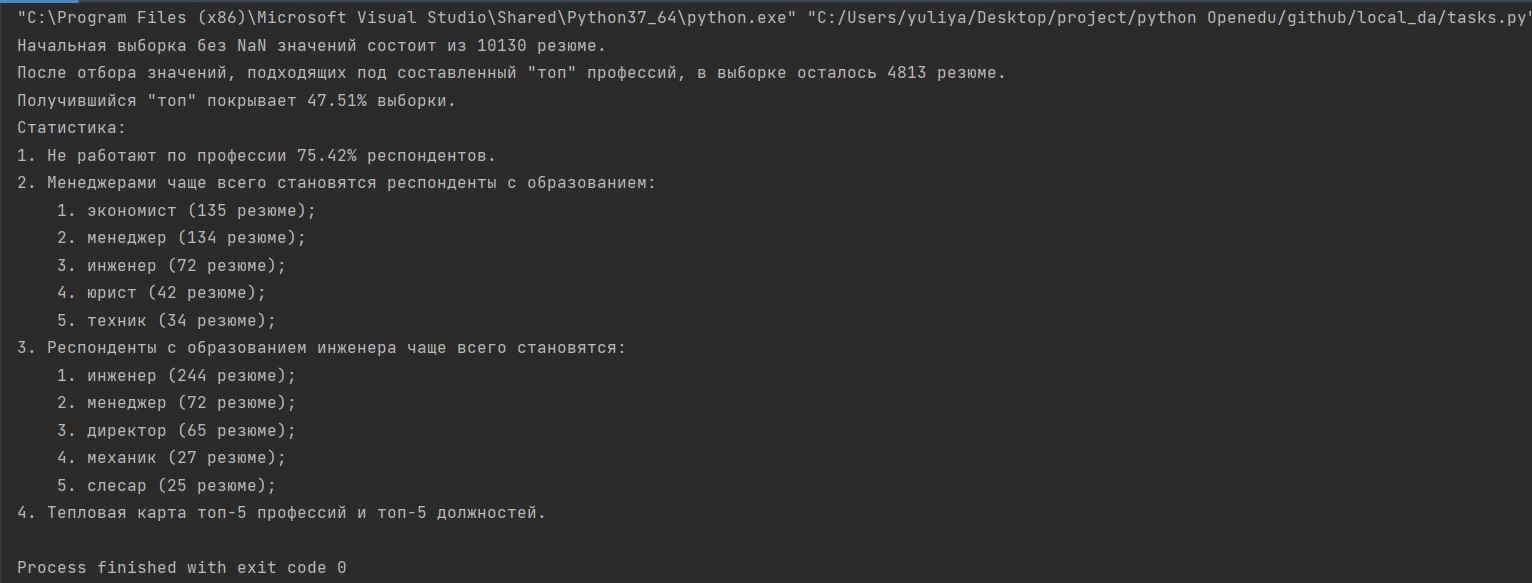 "C:\Program Files (x86)\Microsoft Visual Studio\Shared\Python37_64\python.exe" "C:/Users/yuliya/Desktop/project/python Openedu/github/local_da/tasks.py"
Начальная выборка без NaN значений состоит из 10130 резюме.
После отбора значений, подходящих под составленный "топ" профессий, в выборке осталось 4813 резюме.
Получившийся "топ" покрывает 47.51% выборки.
Статистика:
1. Не работают по профессии 75.42% респондентов.
2. Менеджерами чаще всего становятся респонденты с образованием:
1. экономист (135 резюме);
2. менеджер (134 резюме);
3. инженер (72 резюме);
4. юрист (42 резюме);
5. техник (34 резюме);
3. Респонденты с образованием инженера чаще всего становятся:
1. инженер (244 резюме);
2. менеджер (72 резюме);
3. директор (65 резюме);
4. механик (27 резюме);
5. слесар (25 резюме);
4. Тепловая карта топ-5 профессий и топ-5 должностей.
Process finished with exit code 0